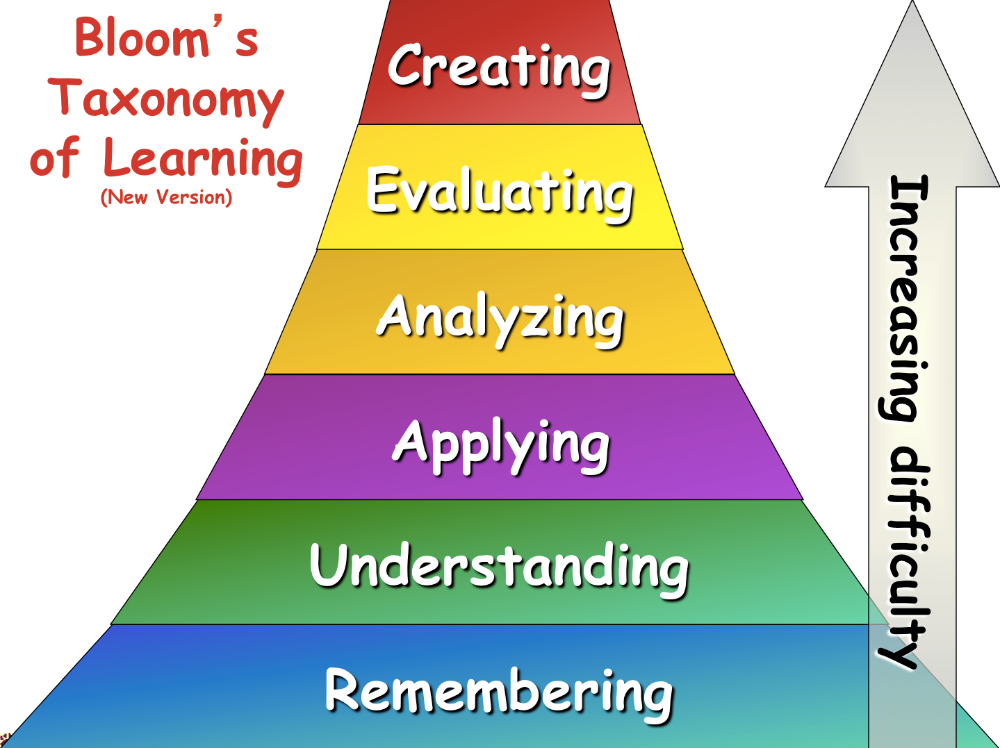 Bloom’s
Taxonomy
of Learning
(New Version)
Creating
Evaluating
Analyzing
Applying
Understanding
Remembering
Increasing difficulty